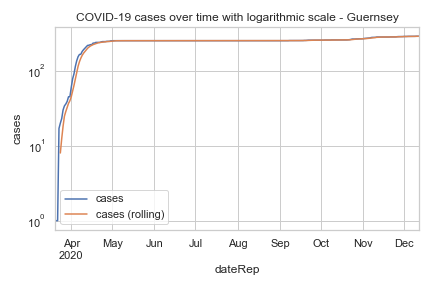 COVID-19 cases over time with logarithmic scale - Guernsey
cases
10²
10¹
10⁰
cases
cases (rolling)
Apr May Jun Jul Aug Sep Oct Nov Dec
2020
dateRep